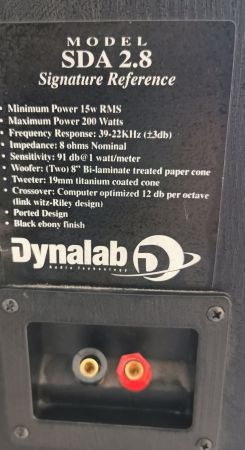 MODEL
SDA 2.8
Signature Reference
• Minimum Power 15w RMS
• Maximum Power 200 Watts
• Frequency Response: 39-22KHz (±3db)
• Impedance: 8 ohms Nominal
• Sensitivity: 91 db@1 watt/meter
• Woofer: (Two) 8" Bi-laminate treated paper cone
• Tweeter: 19mm titanium coated cone
• Crossover: Computer optimized 12 db per octave
(link witz-Riley design)
• Ported Design
• Black ebony finish
Dynalab
Audio Technology